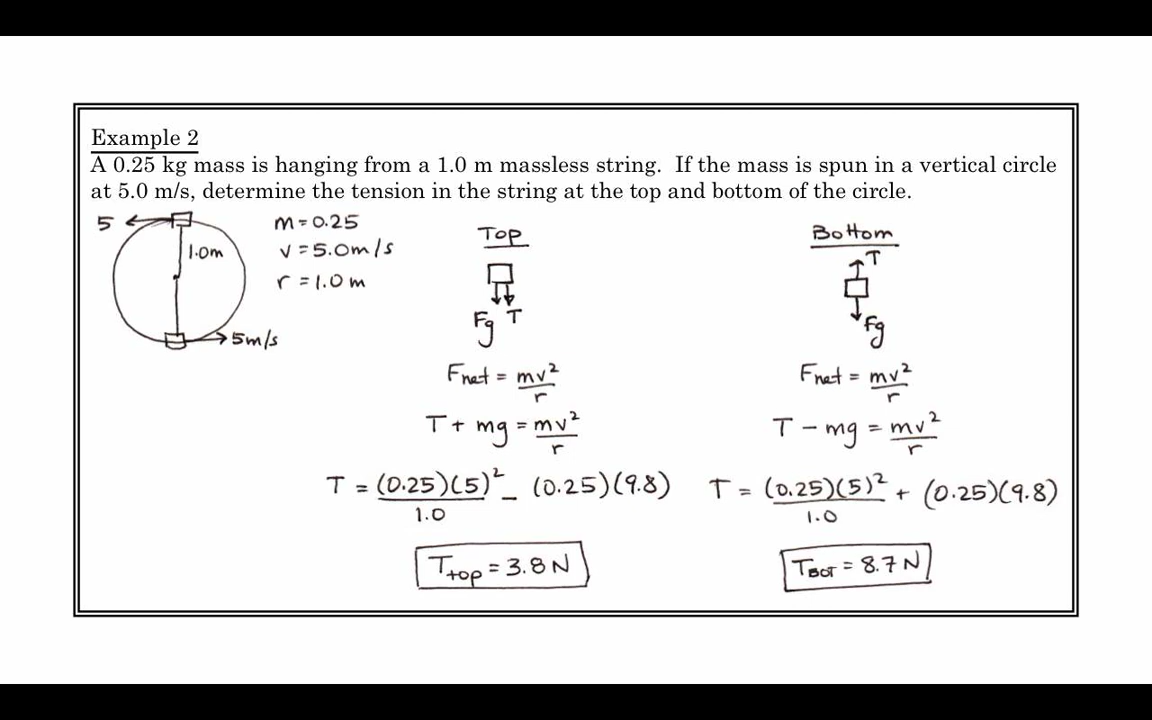 Example 2
A 0.25 kg mass is hanging from a 1.0 m massless string.  If the mass is spun in a vertical circle
at 5.0 m/s, determine the tension in the string at the top and bottom of the circle.
5
1.0m
5m/s
m=0.25
v = 5.0m/s
r = 1.0 m
Top
Fg T
Fnet = mv²/r
T + mg = mv²/r
T = (0.25)(5)²/1.0 − (0.25)(9.8)
Ttop = 3.8 N
Bottom
T
Fg
Fnet = mv²/r
T − mg = mv²/r
T = (0.25)(5)²/1.0 + (0.25)(9.8)
TBOT = 8.7 N